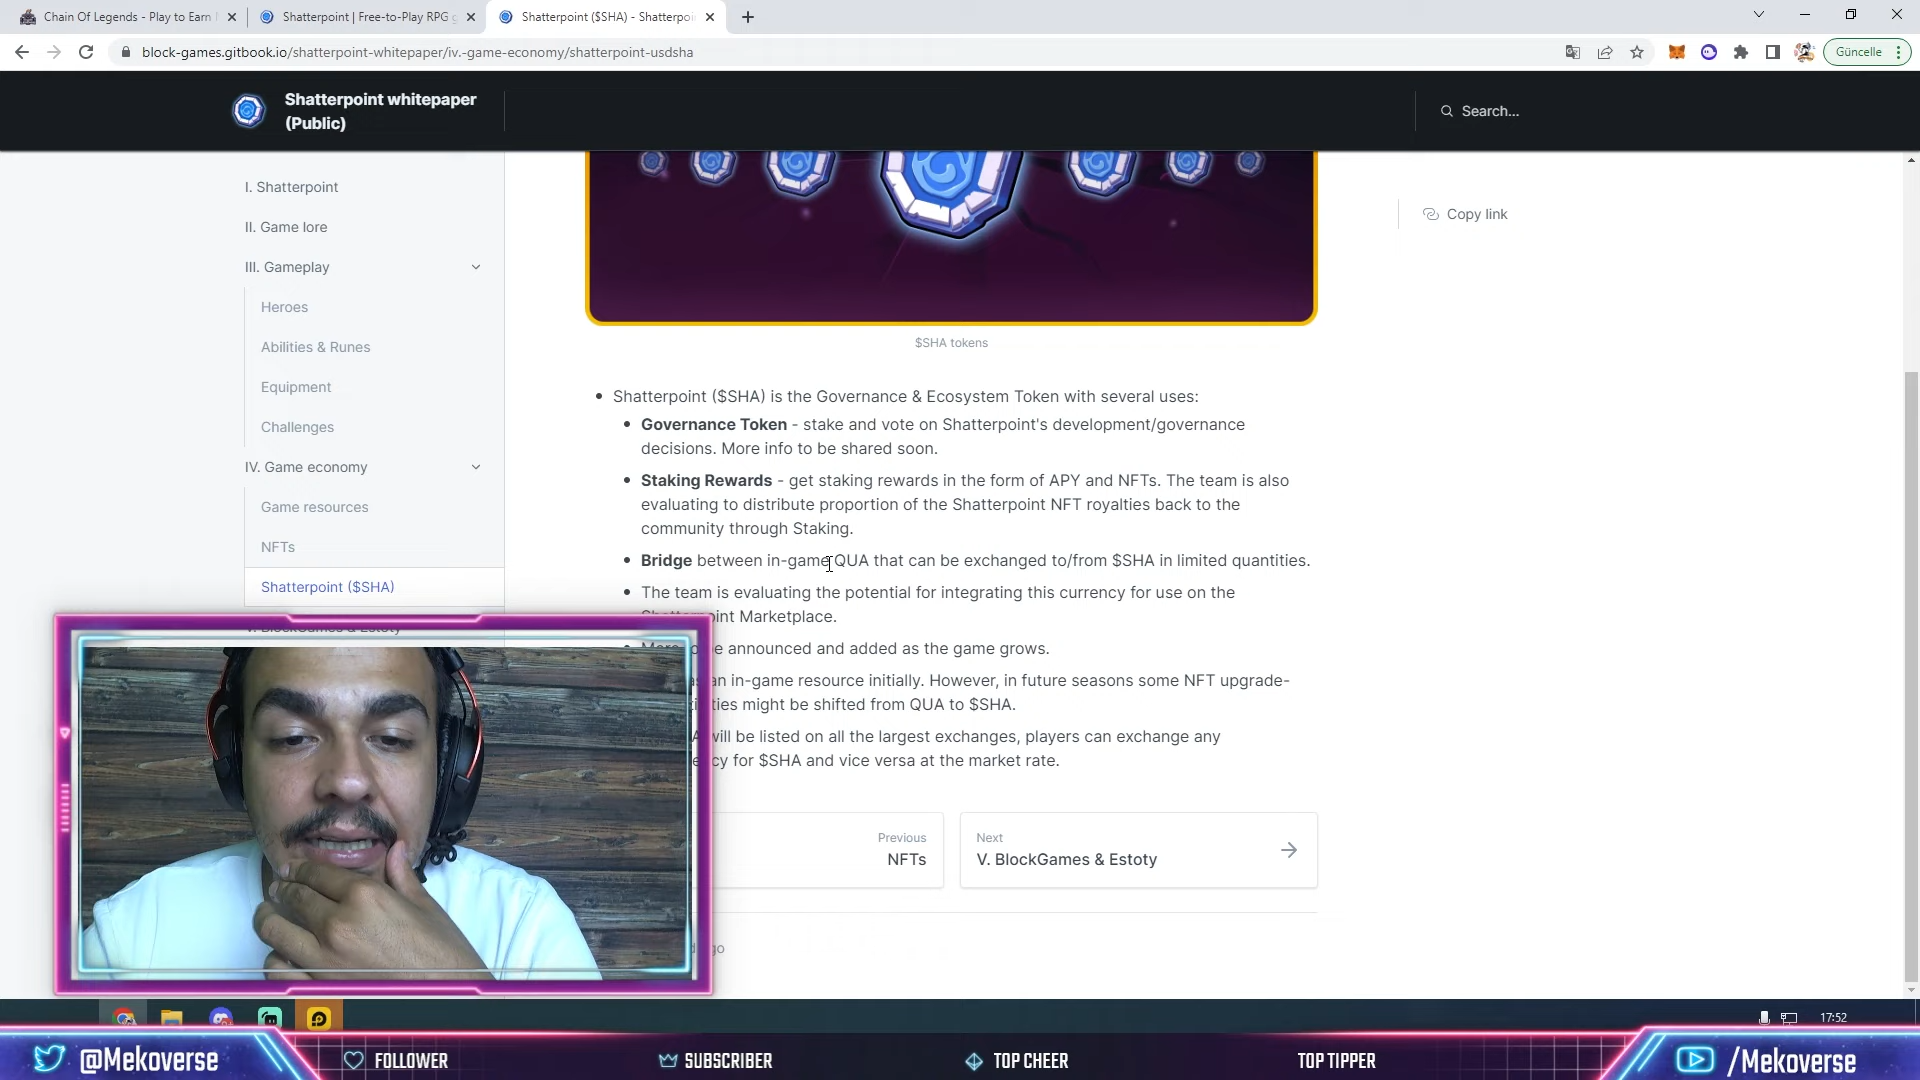 Chain Of Legends - Play to Earn
Shatterpoint | Free-to-Play RPG
Shatterpoint ($SHA) - Shatterpoi
block-games.gitbook.io/shatterpoint-whitepaper/iv.-game-economy/shatterpoint-usdsha
Güncelle
Shatterpoint whitepaper
(Public)
Search...
I. Shatterpoint
II. Game lore
III. Gameplay
Heroes
Abilities & Runes
Equipment
Challenges
IV. Game economy
Game resources
NFTs
Shatterpoint ($SHA)
Copy link
$SHA tokens
Shatterpoint ($SHA) is the Governance & Ecosystem Token with several uses:
Governance Token - stake and vote on Shatterpoint's development/governance
decisions. More info to be shared soon.
Staking Rewards - get staking rewards in the form of APY and NFTs. The team is also
evaluating to distribute proportion of the Shatterpoint NFT royalties back to the
community through Staking.
Bridge between in-game QUA that can be exchanged to/from $SHA in limited quantities.
The team is evaluating the potential for integrating this currency for use on the
Marketplace.
announced and added as the game grows.
an in-game resource initially. However, in future seasons some NFT upgrade-
might be shifted from QUA to $SHA.
will be listed on all the largest exchanges, players can exchange any
for $SHA and vice versa at the market rate.
Previous
NFTs
Next
V. BlockGames & Estoty
17:52
@Mekoverse
FOLLOWER
SUBSCRIBER
TOP CHEER
TOP TIPPER
/Mekoverse